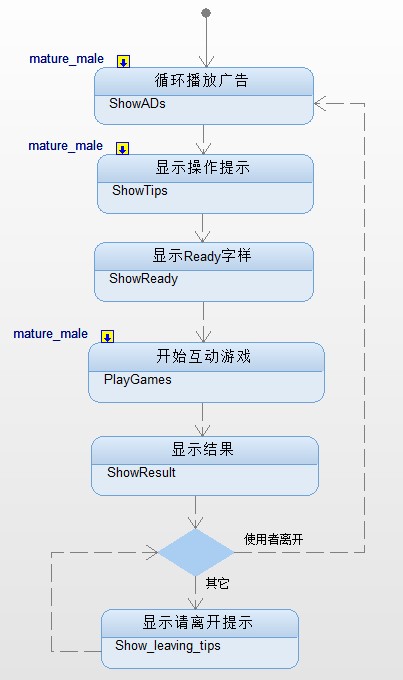 mature_male
循环播放广告
ShowADs
mature_male
显示操作提示
ShowTips
显示Ready字样
ShowReady
mature_male
开始互动游戏
PlayGames
显示结果
ShowResult
使用者离开
其它
显示请离开提示
Show_leaving_tips